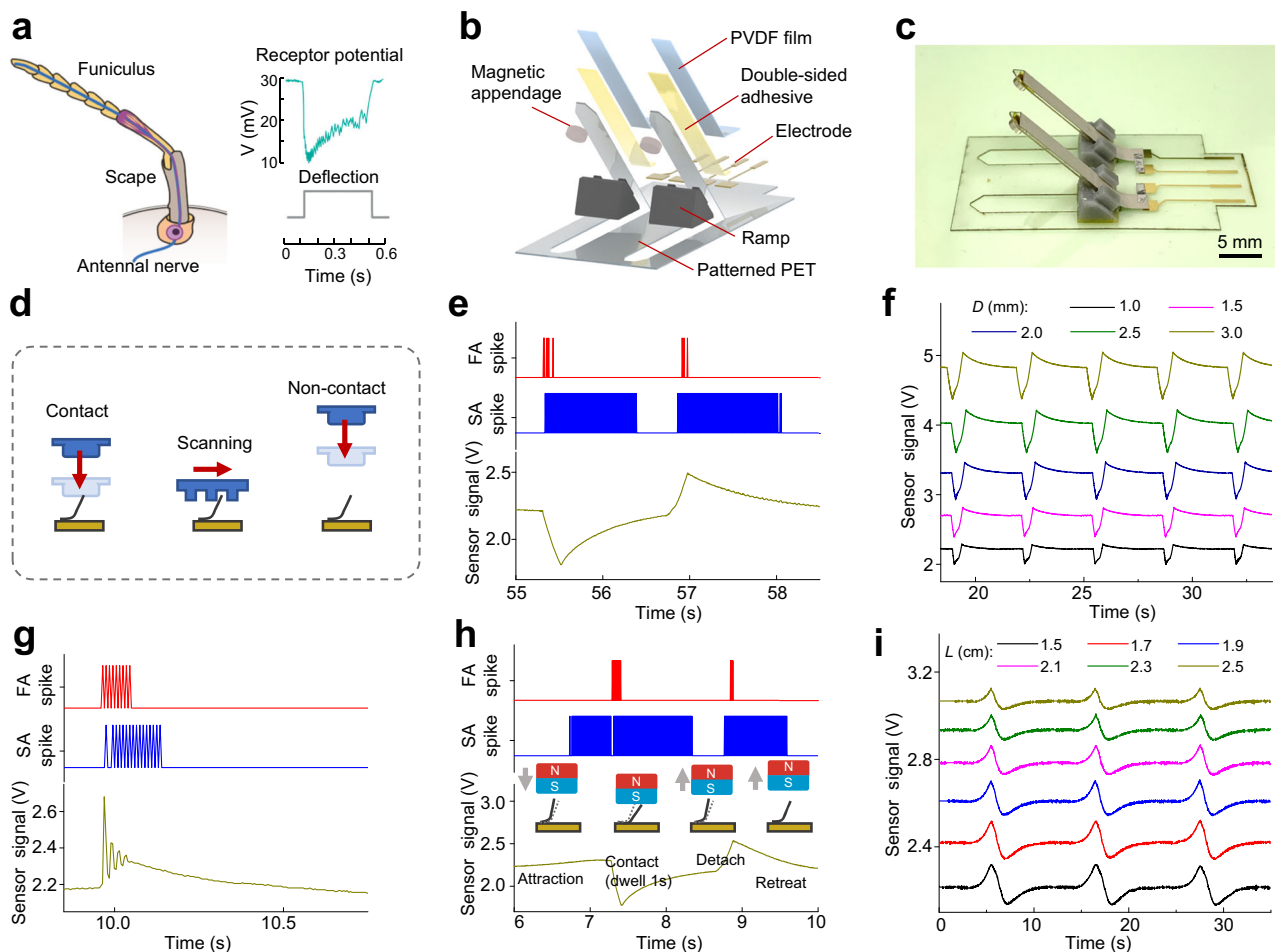 a
Funiculus
Scape
Antennal nerve
Receptor potential
30
20
10
V (mV)
Deflection
0
0.3
0.6
Time (s)
b
PVDF film
Magnetic
appendage
Double-sided
adhesive
Electrode
Ramp
Patterned PET
c
5 mm
d
Contact
Scanning
Non-contact
e
FA
spike
SA
spike
Sensor signal (V)
2.5
2.0
55
56
57
58
Time (s)
f
D (mm):
1.0
1.5
2.0
2.5
3.0
Sensor signal (V)
5
4
3
2
20
25
30
Time (s)
g
FA
spike
SA
spike
Sensor signal (V)
2.6
2.4
2.2
10.0
10.5
Time (s)
h
FA
spike
SA
spike
N
S
N
S
N
S
N
S
Sensor signal (V)
3.0
2.5
2.0
Attraction
Contact
(dwell 1s)
Detach
Retreat
6
7
8
9
10
Time (s)
i
L (cm):
1.5
1.7
1.9
2.1
2.3
2.5
Sensor signal (V)
3.2
2.8
2.4
0
10
20
30
Time (s)